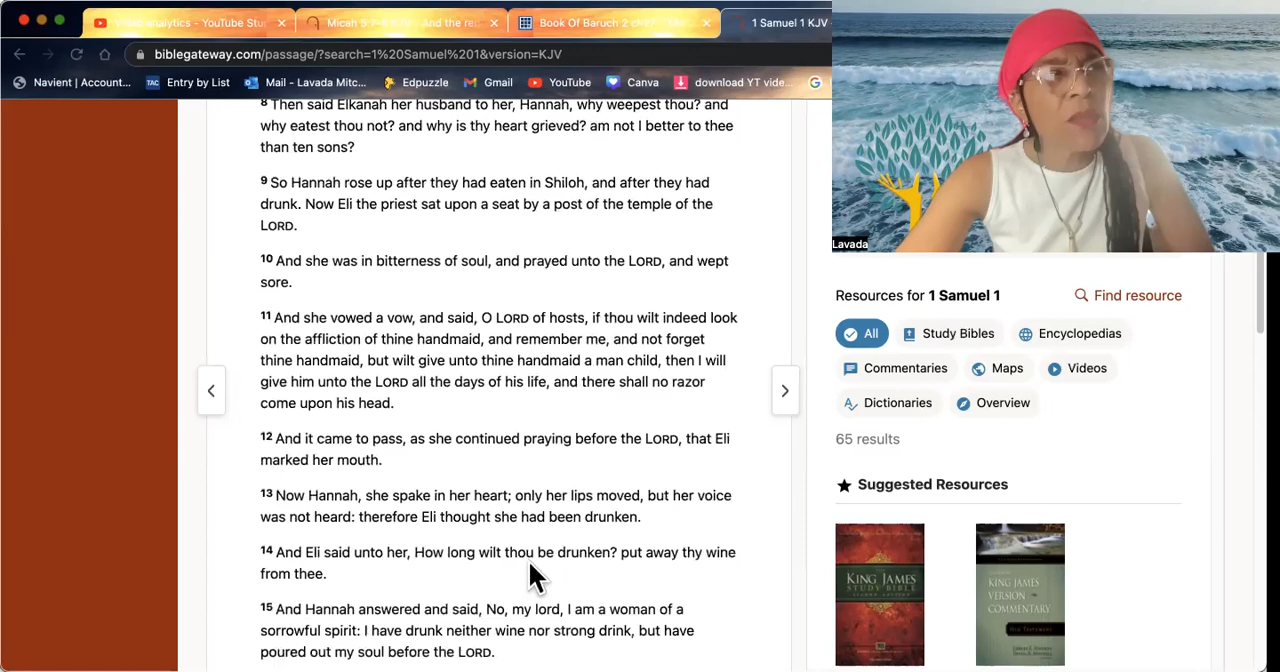 analytics - YouTube Stu
Micah 5
And the re
Book Of Baruch 2
1 Samuel 1 KJV
biblegateway.com/passage/?search=1%20Samuel%201&version=KJV
Navient | Account...
TAC Entry by List
Mail - Lavada Mitc...
Edpuzzle
Gmail
YouTube
Canva
download YT vide...
8 Then said Elkanah her husband to her, Hannah, why weepest thou? and
why eatest thou not? and why is thy heart grieved? am not I better to thee
than ten sons?
9 So Hannah rose up after they had eaten in Shiloh, and after they had
drunk. Now Eli the priest sat upon a seat by a post of the temple of the
LORD.
10 And she was in bitterness of soul, and prayed unto the LORD, and wept
sore.
11 And she vowed a vow, and said, O LORD of hosts, if thou wilt indeed look
on the affliction of thine handmaid, and remember me, and not forget
thine handmaid, but wilt give unto thine handmaid a man child, then I will
give him unto the LORD all the days of his life, and there shall no razor
come upon his head.
12 And it came to pass, as she continued praying before the LORD, that Eli
marked her mouth.
13 Now Hannah, she spake in her heart; only her lips moved, but her voice
was not heard: therefore Eli thought she had been drunken.
14 And Eli said unto her, How long wilt thou be drunken? put away thy wine
from thee.
15 And Hannah answered and said, No, my lord, I am a woman of a
sorrowful spirit: I have drunk neither wine nor strong drink, but have
poured out my soul before the LORD.
Lavada
Resources for 1 Samuel 1
Find resource
All
Study Bibles
Encyclopedias
Commentaries
Maps
Videos
Dictionaries
Overview
65 results
Suggested Resources
KING JAMES
STUDY BIBLE
KING JAMES
VERSION
COMMENTARY